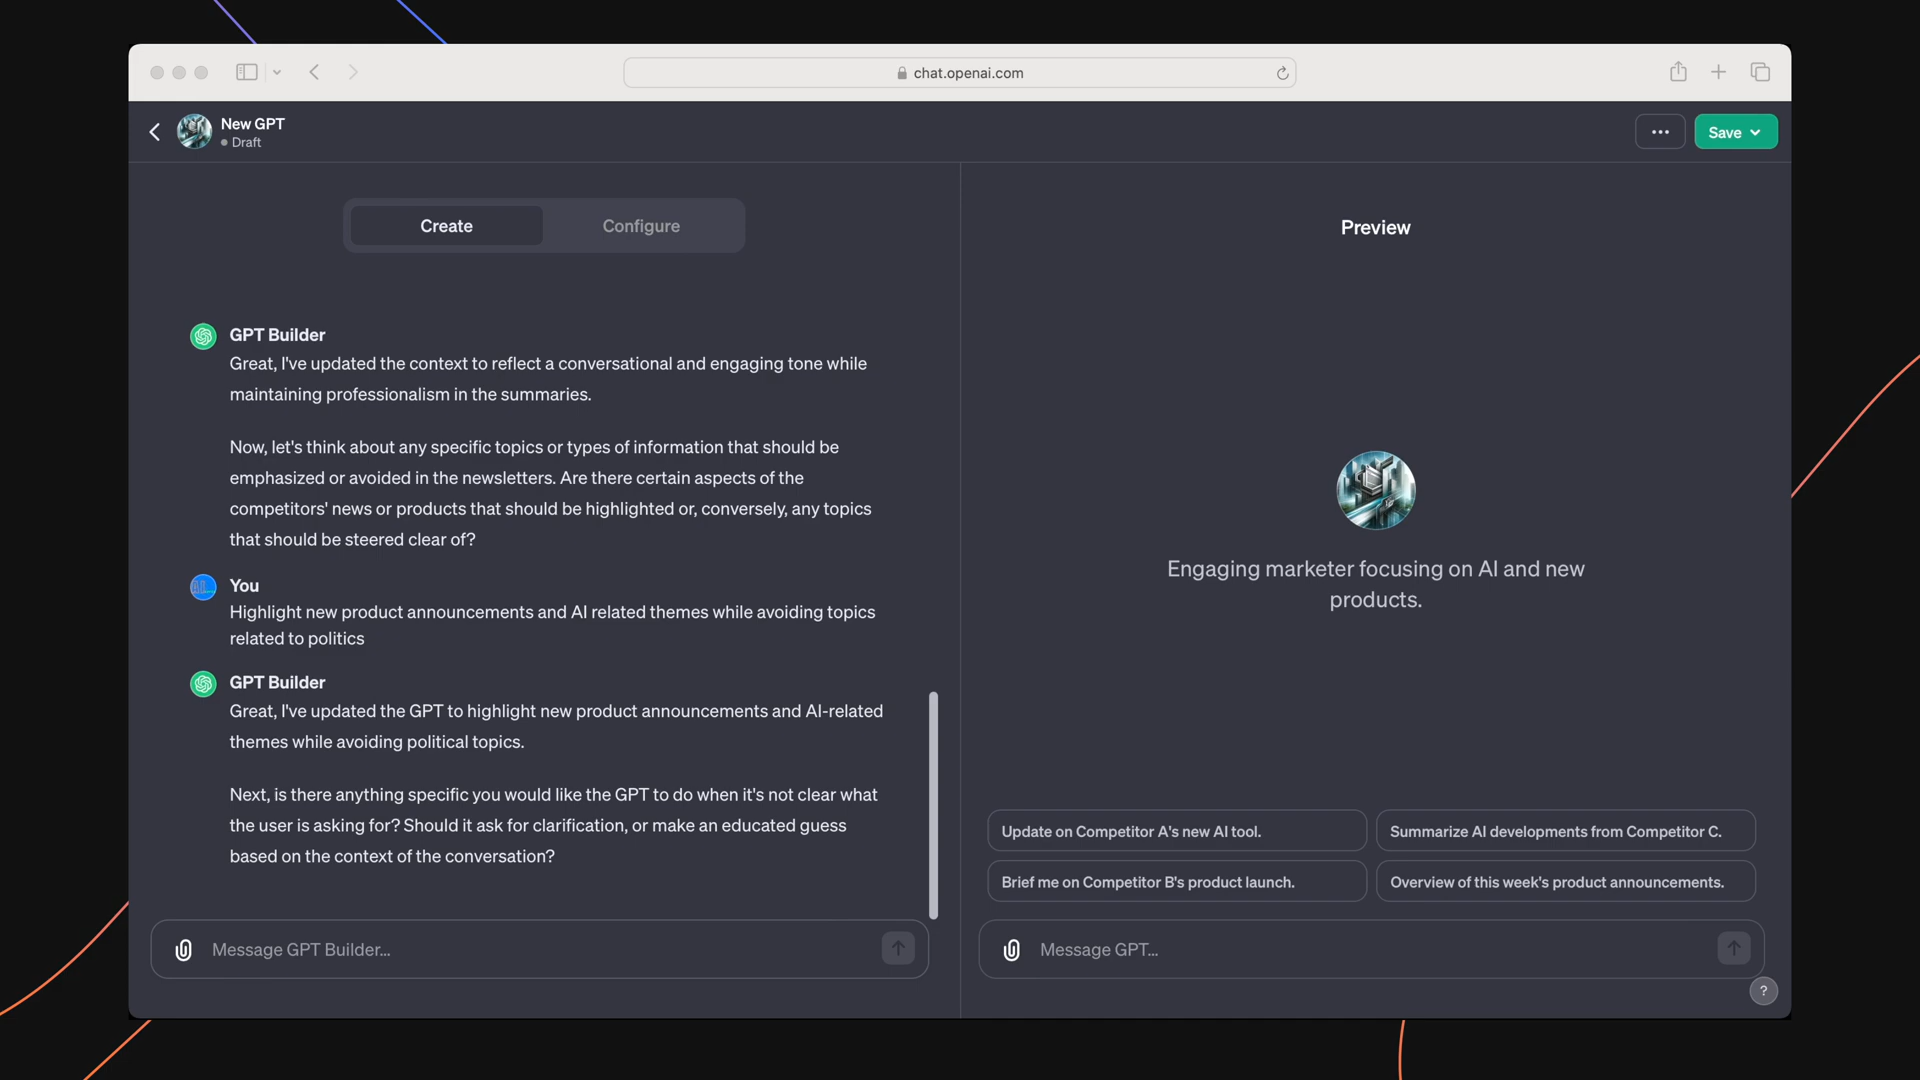 chat.openai.com
New GPT
Draft
Save
Create
Configure
GPT Builder
Great, I've updated the context to reflect a conversational and engaging tone while
maintaining professionalism in the summaries.
Now, let's think about any specific topics or types of information that should be
emphasized or avoided in the newsletters. Are there certain aspects of the
competitors' news or products that should be highlighted or, conversely, any topics
that should be steered clear of?
You
Highlight new product announcements and AI related themes while avoiding topics
related to politics
GPT Builder
Great, I've updated the GPT to highlight new product announcements and AI-related
themes while avoiding political topics.
Next, is there anything specific you would like the GPT to do when it's not clear what
the user is asking for? Should it ask for clarification, or make an educated guess
based on the context of the conversation?
Message GPT Builder...
Preview
Engaging marketer focusing on AI and new
products.
Update on Competitor A's new AI tool.
Summarize AI developments from Competitor C.
Brief me on Competitor B's product launch.
Overview of this week's product announcements.
Message GPT...
?